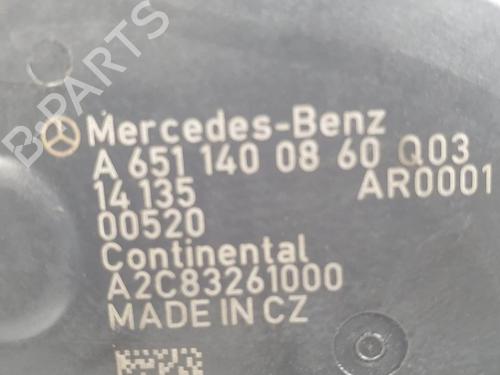 Mercedes-Benz
A 651 140 08 60 Q03
14 135 AR0001
00520
Continental
A2C83261000
MADE IN CZ
B-PARTS